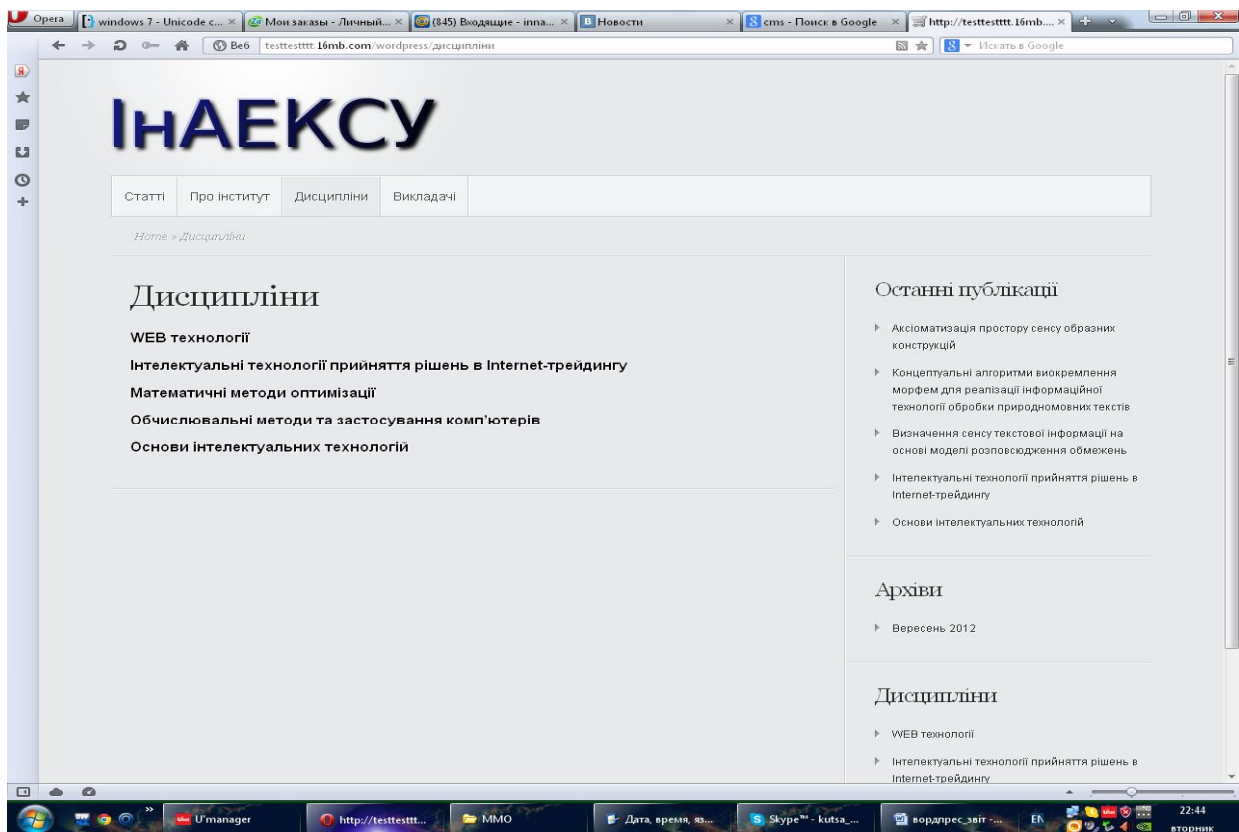 Opera
windows 7 - Unicode c...
Мои заказы - Личный...
(845) Входящие - inna...
Новости
cms - Поиск в Google
http://testtesttt.16mb....
Веб
testtesttt.16mb.com/wordpress/дисципліни
Искать в Google
ІнАЕКСУ
Статті
Про інститут
Дисципліни
Викладачі
Home » Дисципліни
Дисципліни
WEB технології
Інтелектуальні технології прийняття рішень в Internet-трейдингу
Математичні методи оптимізації
Обчислювальні методи та застосування комп'ютерів
Основи інтелектуальних технологій
Останні публікації
Аксіоматизація простору сенсу образних
конструкцій
Концептуальні алгоритми виокремлення
морфем для реалізації інформаційної
технології обробки природномовних текстів
Визначення сенсу текстової інформації на
основі моделі розповсюдження обмежень
Інтелектуальні технології прийняття рішень в
Internet-трейдингу
Основи інтелектуальних технологій
Архіви
Вересень 2012
Дисципліни
WEB технології
Інтелектуальні технології прийняття рішень в
Internet-трейдингу
U'manager
http://testtesttt...
ММО
Дата, время, яз...
Skype™ - kutsa_...
вордпрес_звіт -...
EN
22:44
вторник